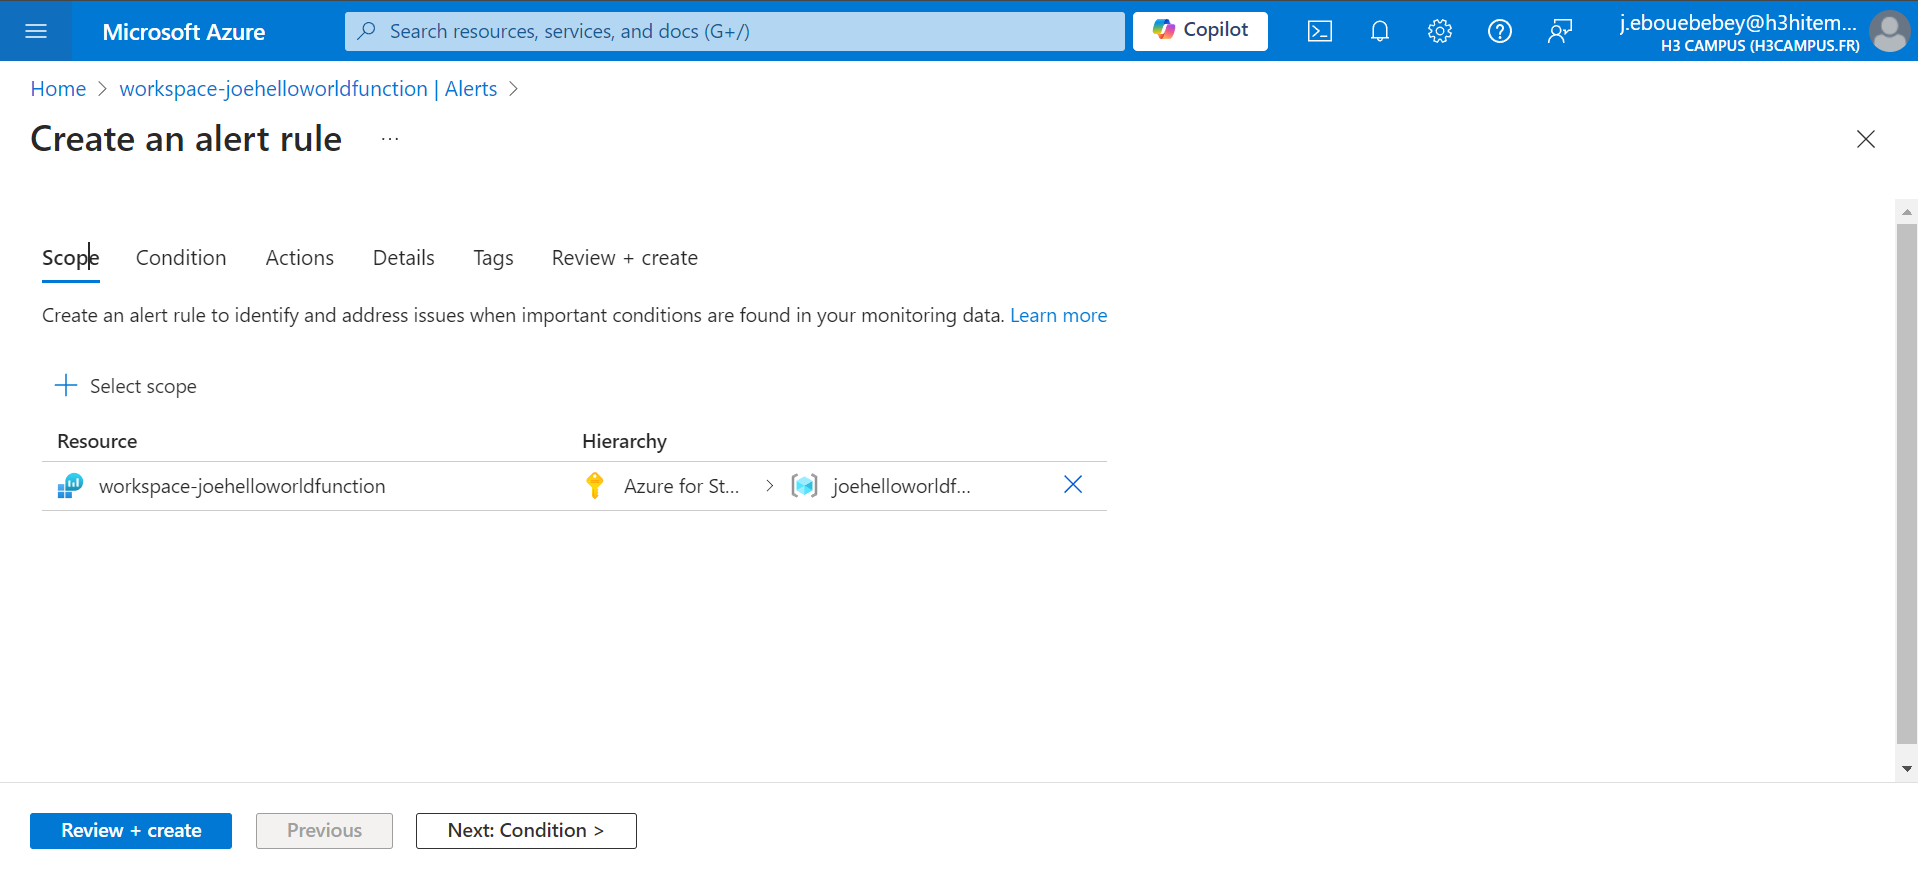 Microsoft Azure
Search resources, services, and docs (G+/)
Copilot
j.ebouebebey@h3hitem...
H3 CAMPUS (H3CAMPUS.FR)
Home > workspace-joehelloworldfunction | Alerts >
Create an alert rule ...
Scope Condition Actions Details Tags Review + create
Create an alert rule to identify and address issues when important conditions are found in your monitoring data. Learn more
Select scope
Resource Hierarchy
workspace-joehelloworldfunction Azure for St... > joehelloworldf...
Review + create Previous Next: Condition >